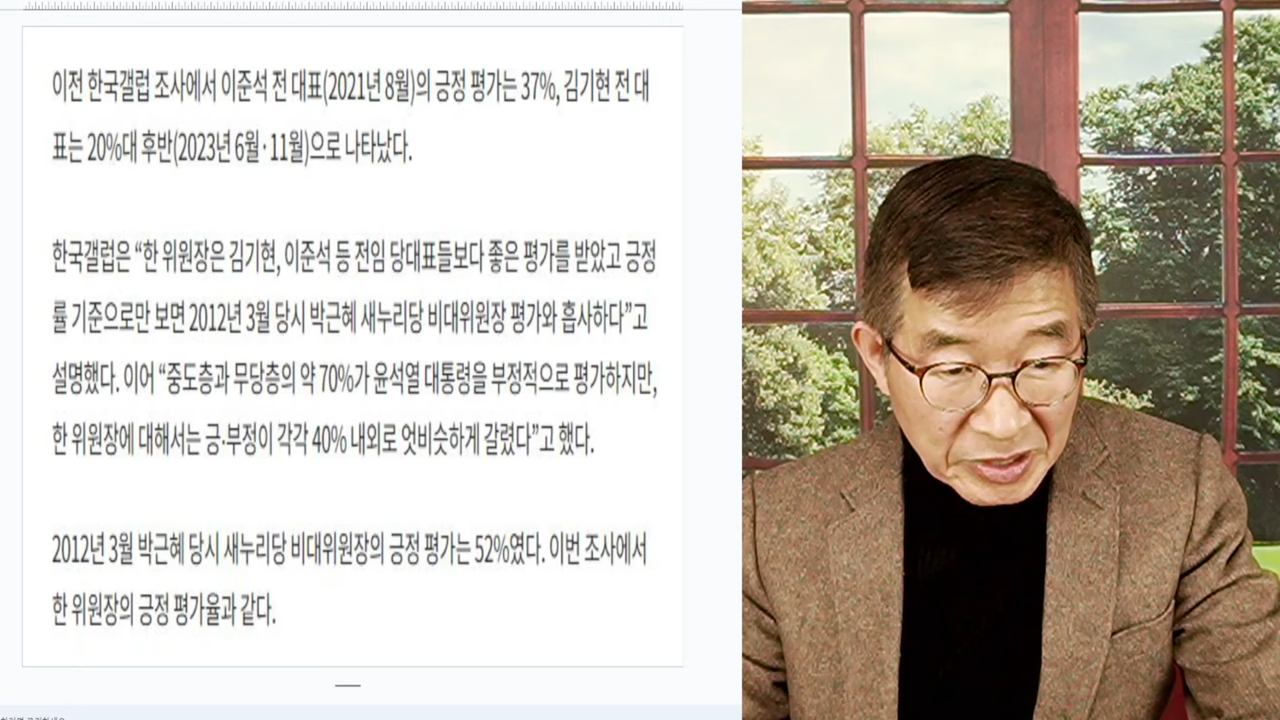 이전 한국갤럽 조사에서 이준석 전 대표(2021년 8월)의 긍정 평가는 37%, 김기현 전 대
표는 20%대 후반(2023년 6월·11월)으로 나타났다.
한국갤럽은 “한 위원장은 김기현, 이준석 등 전임 당대표들보다 좋은 평가를 받았고 긍정
률 기준으로만 보면 2012년 3월 당시 박근혜 새누리당 비대위원장 평가와 흡사하다”고
설명했다. 이어 “중도층과 무당층의 약 70%가 윤석열 대통령을 부정적으로 평가하지만,
한 위원장에 대해서는 긍·부정이 각각 40% 내외로 엇비슷하게 갈렸다”고 했다.
2012년 3월 박근혜 당시 새누리당 비대위원장의 긍정 평가는 52%였다. 이번 조사에서
한 위원장의 긍정 평가율과 같다.